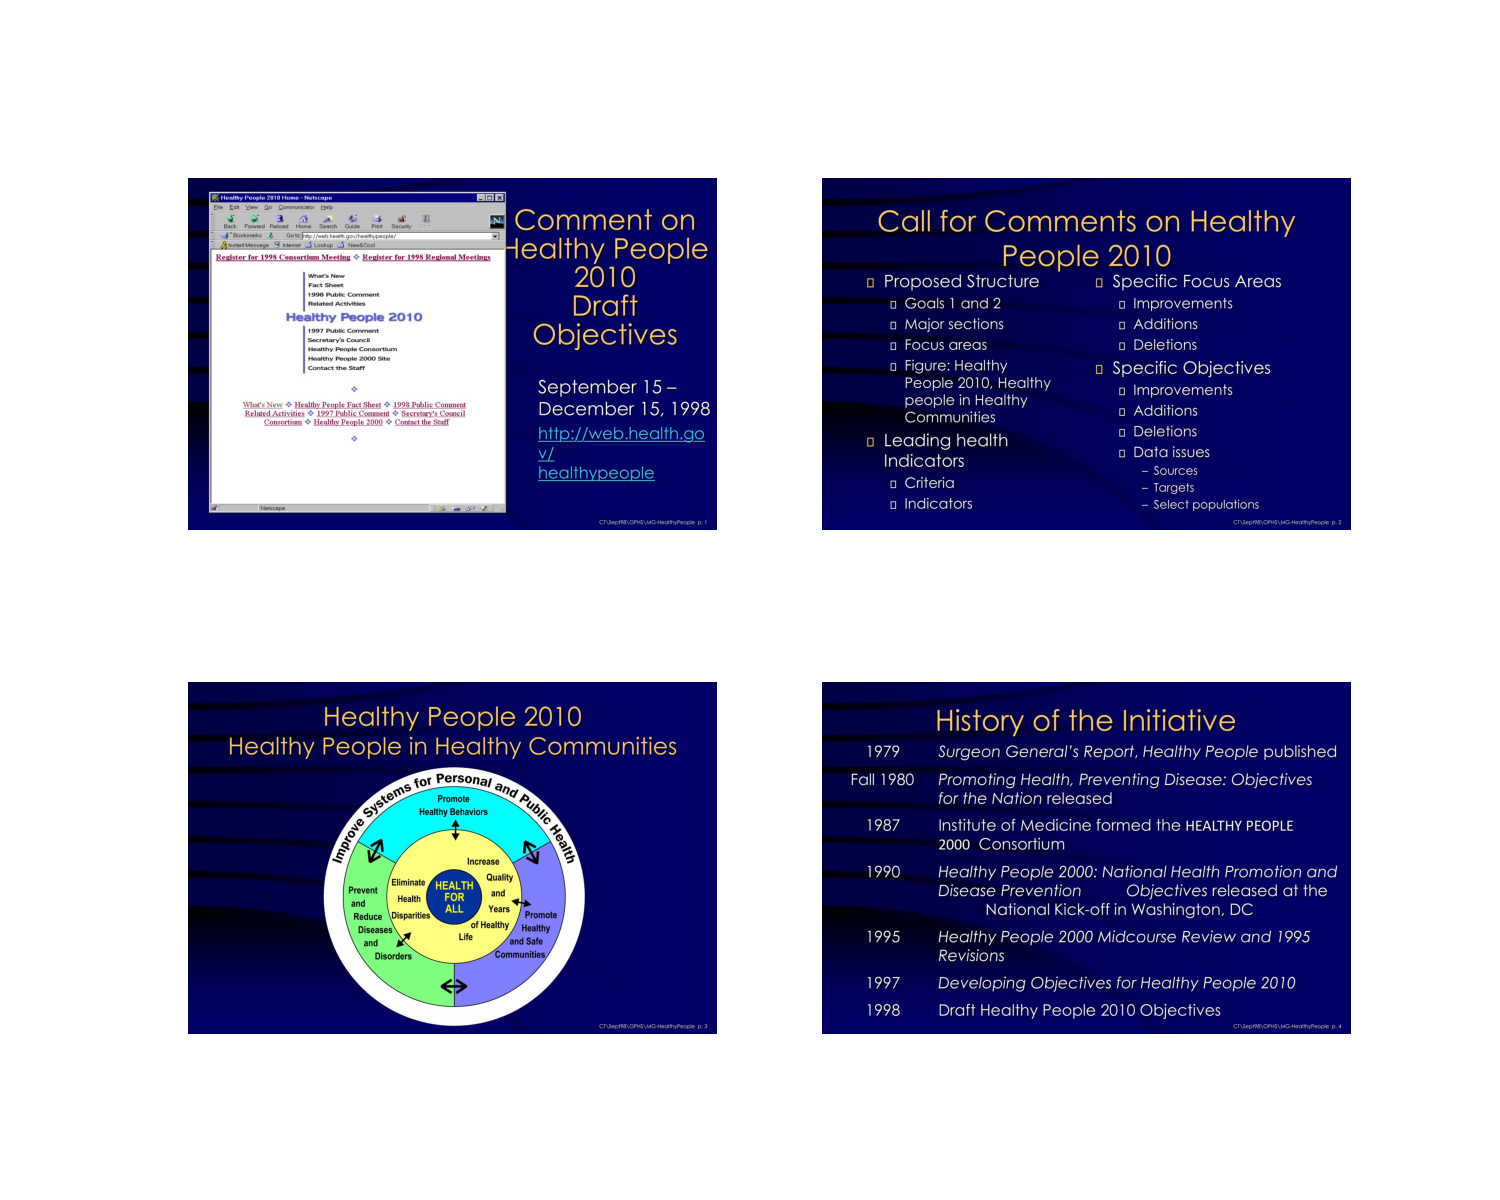 Healthy People 2010 Home - Netscape
File Edit View Go Communicator Help
Back Forward Reload Home Search Guide Print Security
Bookmarks Go to: http://web.health.gov/healthypeople/
Instant Message Internet Lookup New&Cool
Register for 1998 Consortium Meeting Register for 1998 Regional Meetings
What's New
Fact Sheet
1998 Public Comment
Related Activities
Healthy People 2010
1997 Public Comment
Secretary's Council
Healthy People Consortium
Healthy People 2000 Site
Contact the Staff
What's New Healthy People Fact Sheet 1998 Public Comment
Related Activities 1997 Public Comment Secretary's Council
Consortium Healthy People 2000 Contact the Staff
Netscape
Comment on
Healthy People
2010
Draft
Objectives
September 15 –
December 15, 1998
http://web.health.go
v/
healthypeople
CT\Sept98\OPHS\MG-HealthyPeople p. 1
Call for Comments on Healthy
People 2010
Proposed Structure
Goals 1 and 2
Major sections
Focus areas
Figure: Healthy
People 2010, Healthy
people in Healthy
Communities
Leading health
Indicators
Criteria
Indicators
Specific Focus Areas
Improvements
Additions
Deletions
Specific Objectives
Improvements
Additions
Deletions
Data issues
– Sources
– Targets
– Select populations
CT\Sept98\OPHS\MG-HealthyPeople p. 2
Healthy People 2010
Healthy People in Healthy Communities
Improve Systems for Personal and Public Health
Promote
Healthy Behaviors
Increase
Quality
and
Years
of Healthy
Life
Eliminate
Health
Disparities
HEALTH
FOR
ALL
Prevent
and
Reduce
Diseases
and
Disorders
Promote
Healthy
and Safe
Communities
CT\Sept98\OPHS\MG-HealthyPeople p. 3
History of the Initiative
1979 Surgeon General's Report, Healthy People published
Fall 1980 Promoting Health, Preventing Disease: Objectives
for the Nation released
1987 Institute of Medicine formed the HEALTHY PEOPLE
2000 Consortium
1990 Healthy People 2000: National Health Promotion and
Disease Prevention Objectives released at the
National Kick-off in Washington, DC
1995 Healthy People 2000 Midcourse Review and 1995
Revisions
1997 Developing Objectives for Healthy People 2010
1998 Draft Healthy People 2010 Objectives
CT\Sept98\OPHS\MG-HealthyPeople p. 4